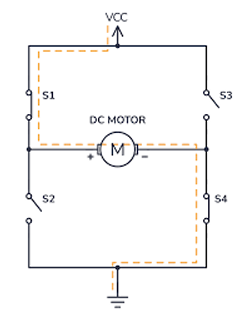 VCC
S1
S3
DC MOTOR
+ M −
S2
S4